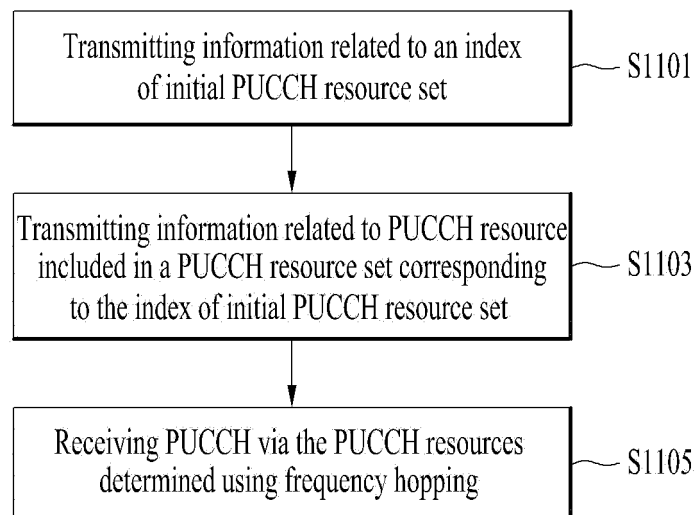 Transmitting information related to an index
of initial PUCCH resource set
S1101
Transmitting information related to PUCCH resource
included in a PUCCH resource set corresponding
to the index of initial PUCCH resource set
S1103
Receiving PUCCH via the PUCCH resources
determined using frequency hopping
S1105